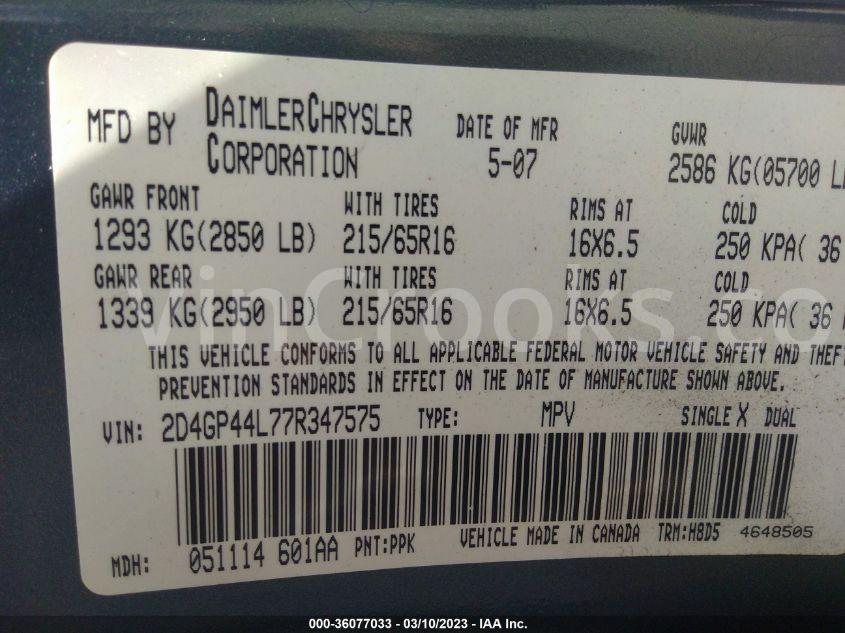 MFD BY DAIMLERCHRYSLER CORPORATION DATE OF MFR 5-07 GVWR 2586 KG(05700 L
GAWR FRONT WITH TIRES RIMS AT COLD
1293 KG(2850 LB) 215/65R16 16X6.5 250 KPA( 36
GAWR REAR WITH TIRES RIMS AT COLD
1339 KG(2950 LB) 215/65R16 16X6.5 250 KPA( 36
THIS VEHICLE CONFORMS TO ALL APPLICABLE FEDERAL MOTOR VEHICLE SAFETY AND THEFT
PREVENTION STANDARDS IN EFFECT ON THE DATE OF MANUFACTURE SHOWN ABOVE.
VIN: 2D4GP44L77R347575 TYPE: MPV SINGLE X DUAL
MDH: 051114 601AA PNT:PPK VEHICLE MADE IN CANADA TRM:H8D5 4648505
vinCrooks.co
000-36077033 — 03/10/2023 — IAA Inc.